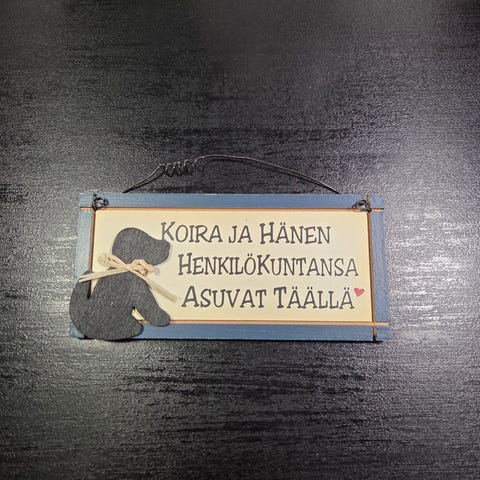 KOIRA JA HÄNEN
HENKILÖKUNTANSA
ASUVAT TÄÄLLÄ